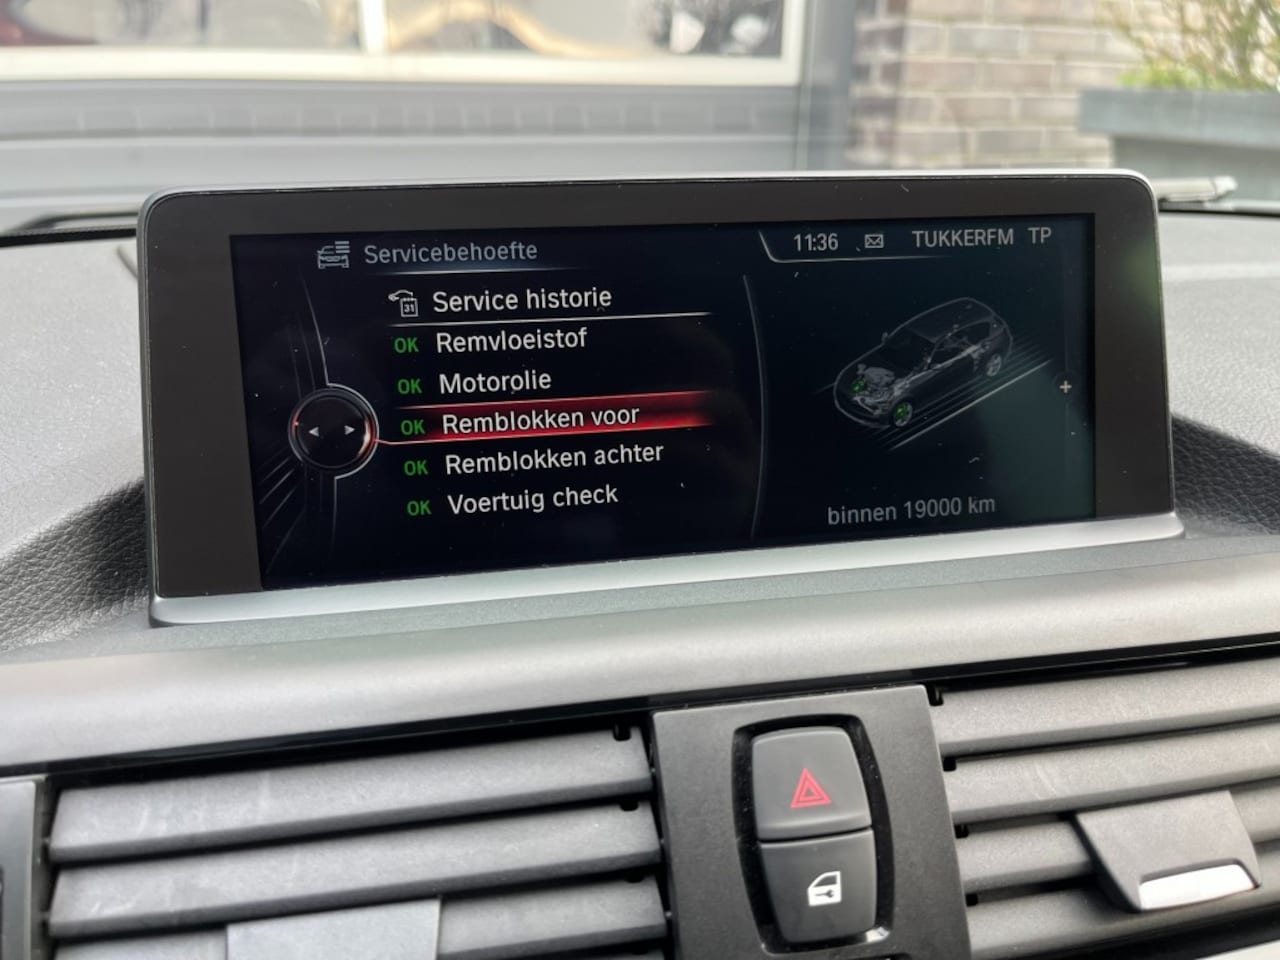 Servicebehoefte
11:36 TUKKERFM TP
31 Service historie
OK Remvloeistof
OK Motorolie
OK Remblokken voor
OK Remblokken achter
OK Voertuig check
binnen 19000 km